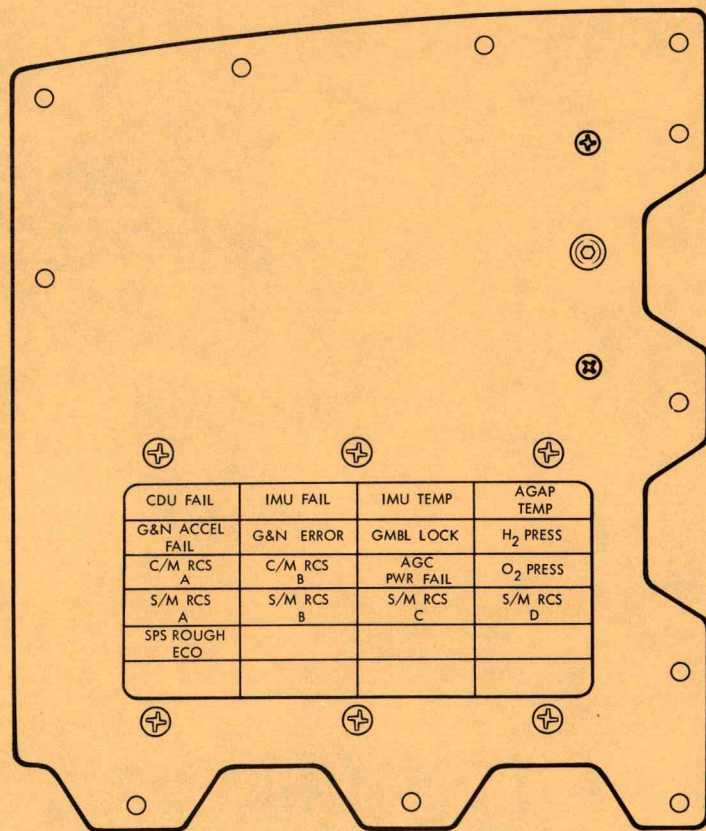 CDU FAIL IMU FAIL IMU TEMP AGAP TEMP
G&N ACCEL FAIL G&N ERROR GMBL LOCK H2 PRESS
C/M RCS A C/M RCS B AGC PWR FAIL O2 PRESS
S/M RCS A S/M RCS B S/M RCS C S/M RCS D
SPS ROUGH ECO